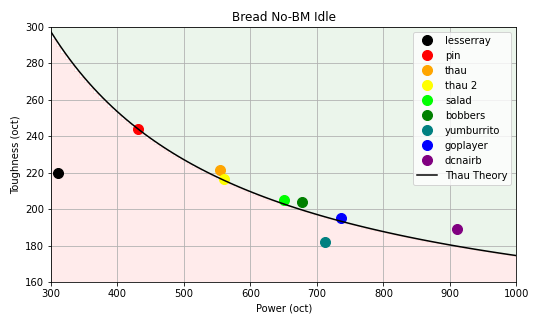 Bread No-BM Idle
300
280
260
240
220
200
180
160
Toughness (oct)
lesserray
pin
thau
thau 2
salad
bobbers
yumburrito
goplayer
dcnairb
Thau Theory
300 400 500 600 700 800 900 1000
Power (oct)